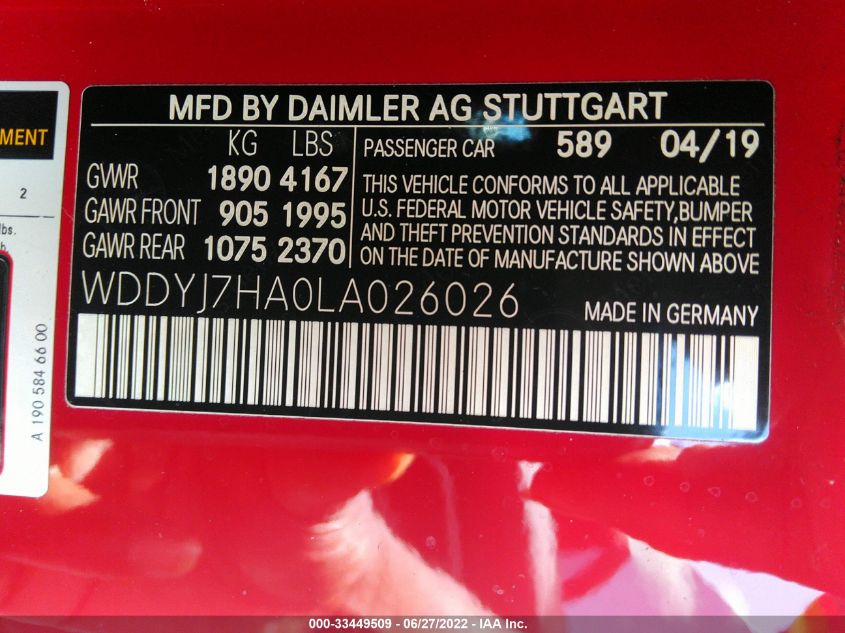 MENT
2
lbs.
A 190 584 66 00
MFD BY DAIMLER AG STUTTGART
KG LBS
GVWR 1890 4167
GAWR FRONT 905 1995
GAWR REAR 1075 2370
PASSENGER CAR 589 04/19
THIS VEHICLE CONFORMS TO ALL APPLICABLE
U.S. FEDERAL MOTOR VEHICLE SAFETY,BUMPER
AND THEFT PREVENTION STANDARDS IN EFFECT
ON THE DATE OF MANUFACTURE SHOWN ABOVE
WDDYJ7HA0LA026026
MADE IN GERMANY
000-33449509 - 06/27/2022 - IAA Inc.